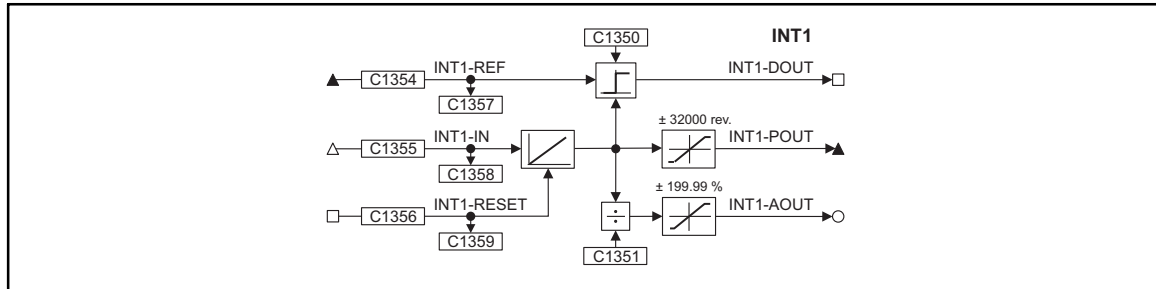 C1350
INT1
C1354
INT1-REF
INT1-DOUT
C1357
± 32000 rev.
C1355
INT1-IN
INT1-POUT
C1358
± 199.99 %
C1356
INT1-RESET
INT1-AOUT
C1359
C1351